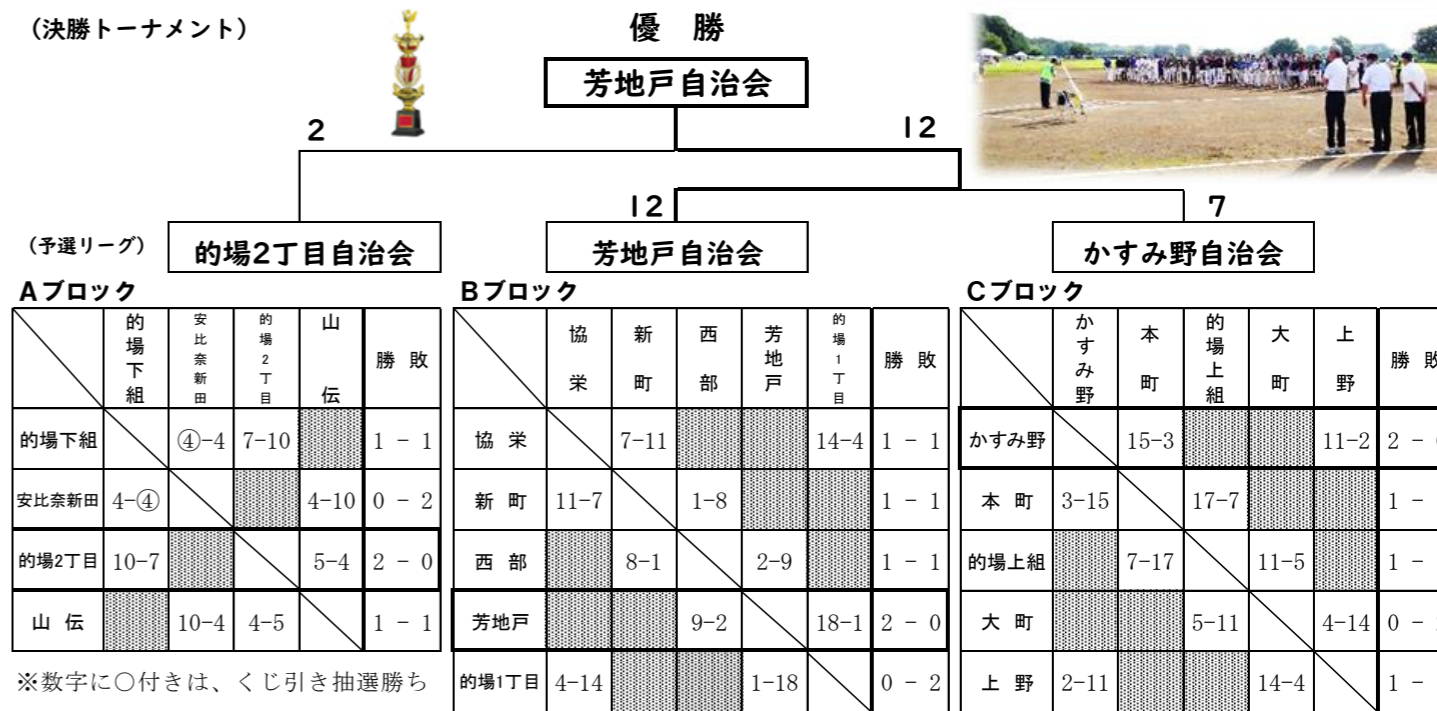 (決勝トーナメント)
優 勝
芳地戸自治会
2
12
12
7
(予選リーグ)
的場2丁目自治会
芳地戸自治会
かすみ野自治会
Aブロック
的場下組 安比奈新田 的場2丁目 山伝 勝 敗
的場下組 ④-4 7-10 1 - 1
安比奈新田 4-④ 4-10 0 - 2
的場2丁目 10-7 5-4 2 - 0
山 伝 10-4 4-5 1 - 1
※数字に○付きは、くじ引き抽選勝ち
Bブロック
協栄 新町 西部 芳地戸 的場1丁目 勝 敗
協 栄 7-11 14-4 1 - 1
新 町 11-7 1-8 1 - 1
西 部 8-1 2-9 1 - 1
芳地戸 9-2 18-1 2 - 0
的場1丁目 4-14 1-18 0 - 2
Cブロック
かすみ野 本町 的場上組 大町 上野 勝 敗
かすみ野 15-3 11-2 2 -
本 町 3-15 17-7 1 -
的場上組 7-17 11-5 1 -
大 町 5-11 4-14 0 -
上 野 2-11 14-4 1 -